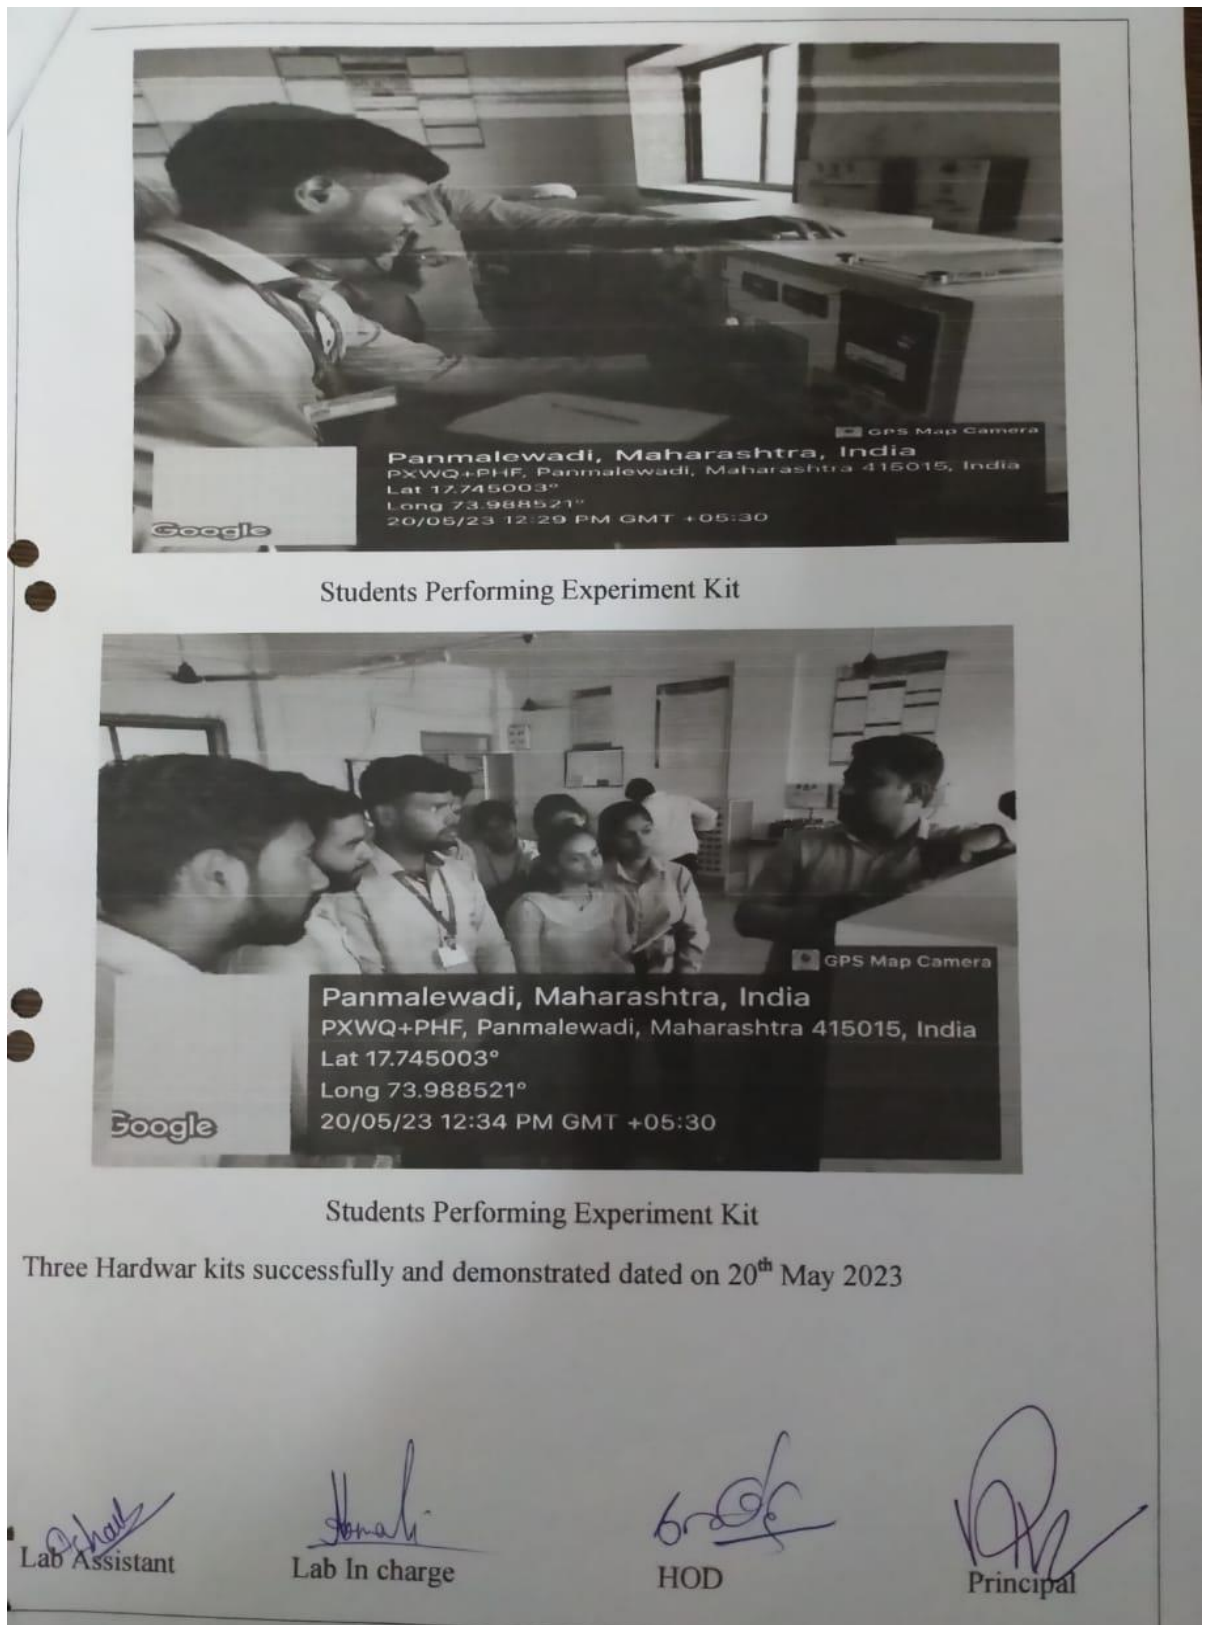 GPS Map Camera
Panmalewadi, Maharashtra, India
PXWQ+PHF, Panmalewadi, Maharashtra 415015, India
Lat 17.745003°
Long 73.988521°
20/05/23 12:29 PM GMT +05:30
Google
Students Performing Experiment Kit
GPS Map Camera
Panmalewadi, Maharashtra, India
PXWQ+PHF, Panmalewadi, Maharashtra 415015, India
Lat 17.745003°
Long 73.988521°
20/05/23 12:34 PM GMT +05:30
Google
Students Performing Experiment Kit
Three Hardwar kits successfully and demonstrated dated on 20th May 2023
Lab Assistant Lab In charge HOD Principal